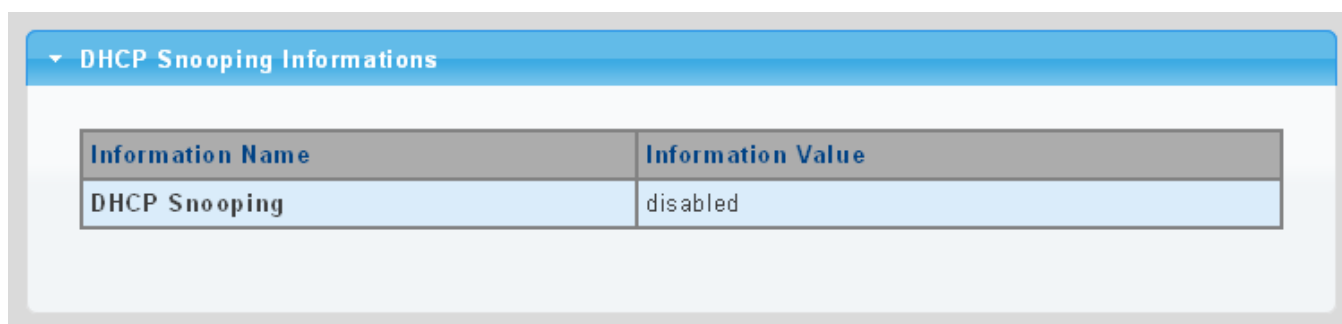 DHCP Snooping Informations
Information Name Information Value
DHCP Snooping disabled